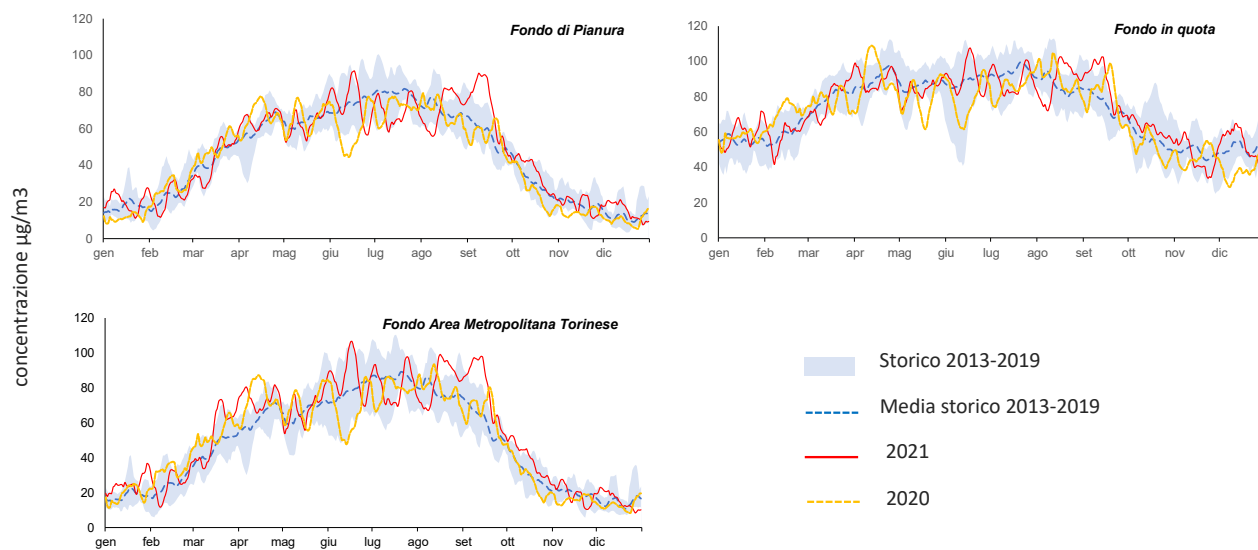 concentrazione µg/m3
Fondo di Pianura
120
100
80
60
40
20
0
gen feb mar apr mag giu lug ago set ott nov dic
Fondo in quota
120
100
80
60
40
20
0
gen feb mar apr mag giu lug ago set ott nov dic
Fondo Area Metropolitana Torinese
120
100
80
60
40
20
0
gen feb mar apr mag giu lug ago set ott nov dic
Storico 2013-2019
Media storico 2013-2019
2021
2020